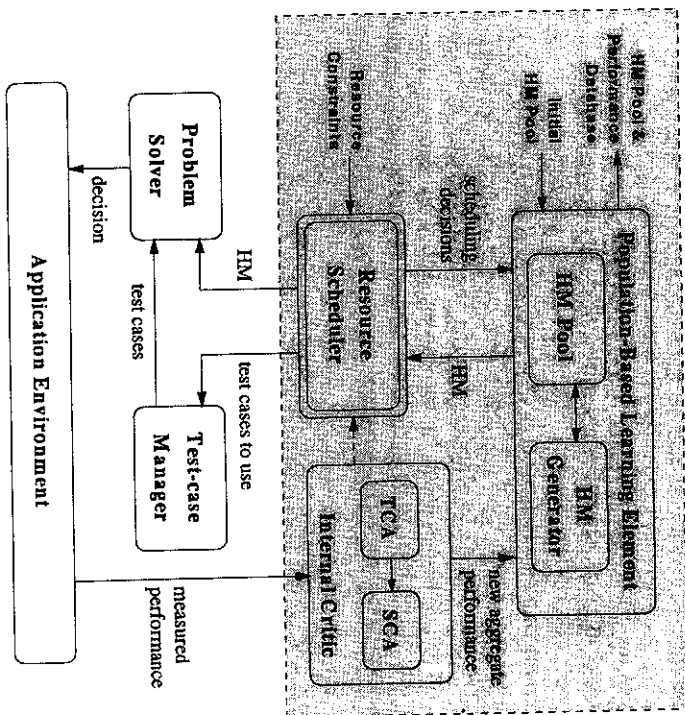 HM Pool &
Performance
Database
Initial
HM Pool
Population-Based Learning Element
HM Pool
HM
Generator
Resource
Constraints
scheduling
decisions
HM
new aggregate
performance
Resource
Scheduler
TCA
SCA
Internal Critic
HM
test cases to use
Problem
Solver
test cases
Test-case
Manager
decision
measured
performance
Application Environment